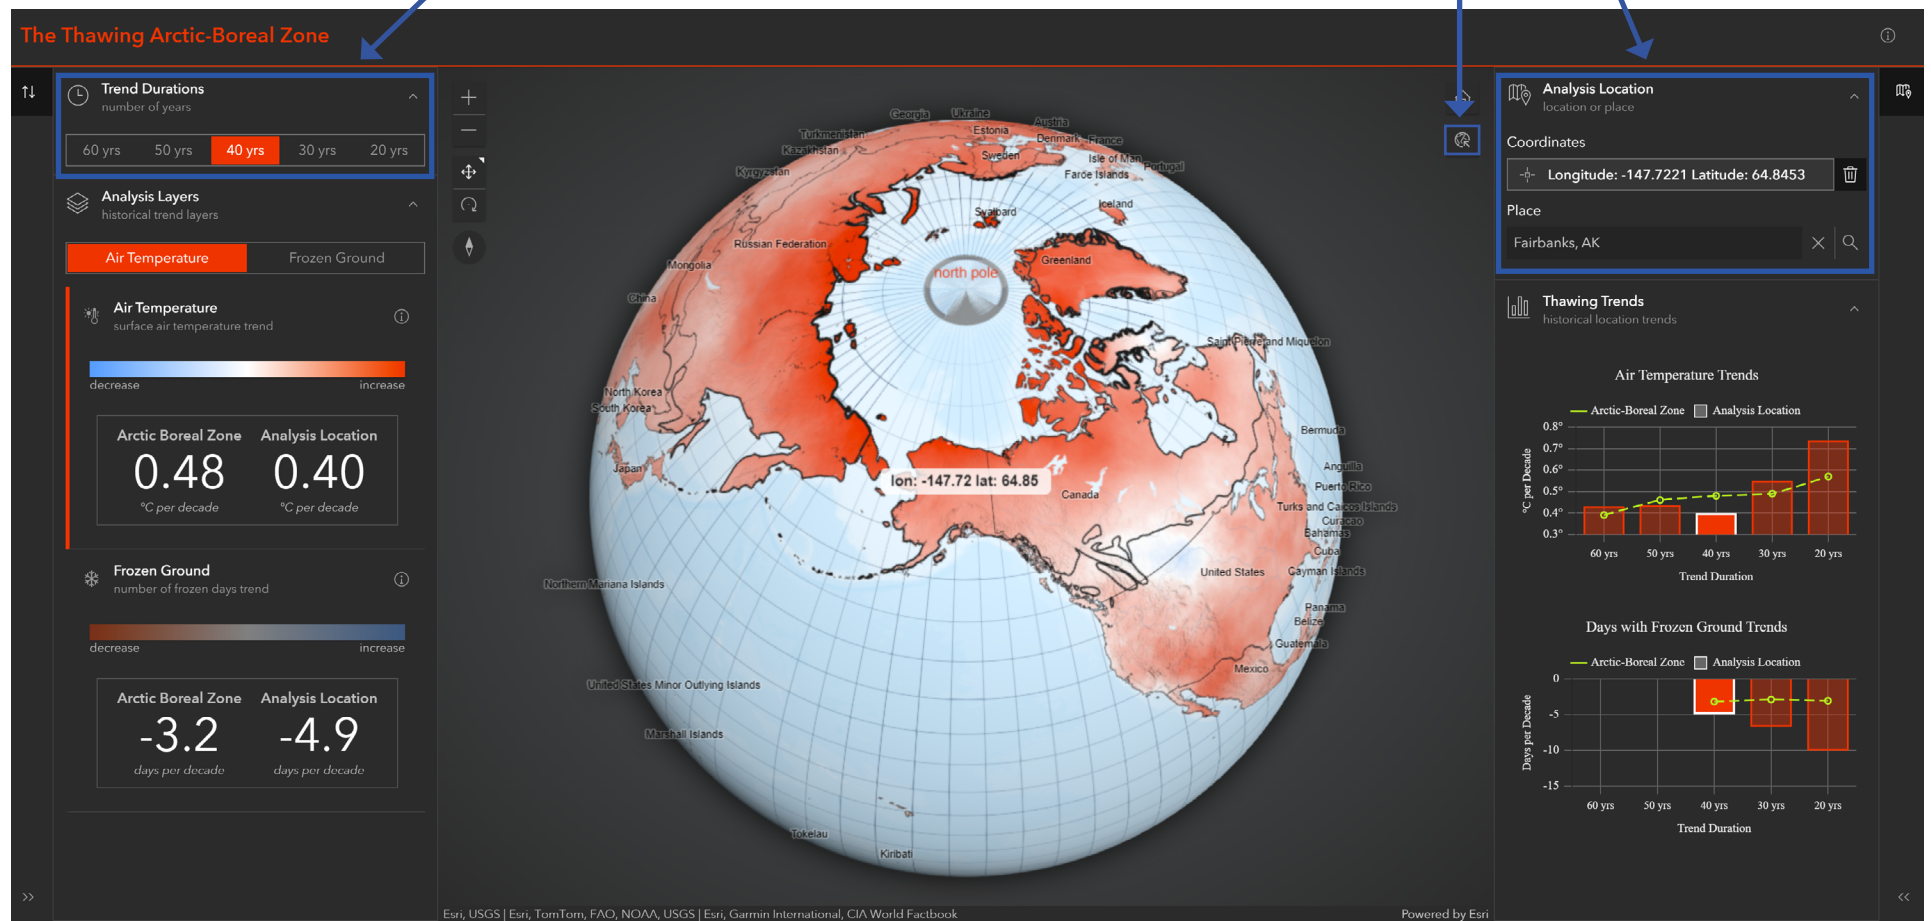 The Thawing Arctic-Boreal Zone
Trend Durations
number of years
60 yrs 50 yrs 40 yrs 30 yrs 20 yrs
Analysis Layers
historical trend layers
Air Temperature Frozen Ground
Air Temperature
surface air temperature trend
decrease increase
Arctic Boreal Zone Analysis Location
0.48 0.40
°C per decade °C per decade
Frozen Ground
number of frozen days trend
decrease increase
Arctic Boreal Zone Analysis Location
-3.2 -4.9
days per decade days per decade
Georgia
Ukraine
Austria
Turkmenistan
Estonia
Denmark
France
Kazakhstan
Sweden
Isle of Man
Portugal
Kyrgyzstan
Faroe Islands
Svalbard
Iceland
Russian Federation
Mongolia
Greenland
north pole
China
Saint Pierre and Miquelon
North Korea
South Korea
Bermuda
Japan
lon: -147.72 lat: 64.85
Anguilla
Canada
Puerto Rico
Turks and Caicos Islands
Curacao
Bahamas
Cuba
United States
Cayman Islands
Northern Mariana Islands
Panama
Belize
Guatemala
Mexico
United States Minor Outlying Islands
Marshall Islands
Tokelau
Kiribati
Esri, USGS | Esri, TomTom, FAO, NOAA, USGS | Esri, Garmin International, CIA World Factbook
Powered by Esri
Analysis Location
location or place
Coordinates
Longitude: -147.7221 Latitude: 64.8453
Place
Fairbanks, AK
Thawing Trends
historical location trends
Air Temperature Trends
Arctic-Boreal Zone Analysis Location
0.8°
0.7°
0.6°
0.5°
0.4°
0.3°
°C per Decade
60 yrs 50 yrs 40 yrs 30 yrs 20 yrs
Trend Duration
Days with Frozen Ground Trends
Arctic-Boreal Zone Analysis Location
0
-5
-10
-15
Days per Decade
60 yrs 50 yrs 40 yrs 30 yrs 20 yrs
Trend Duration